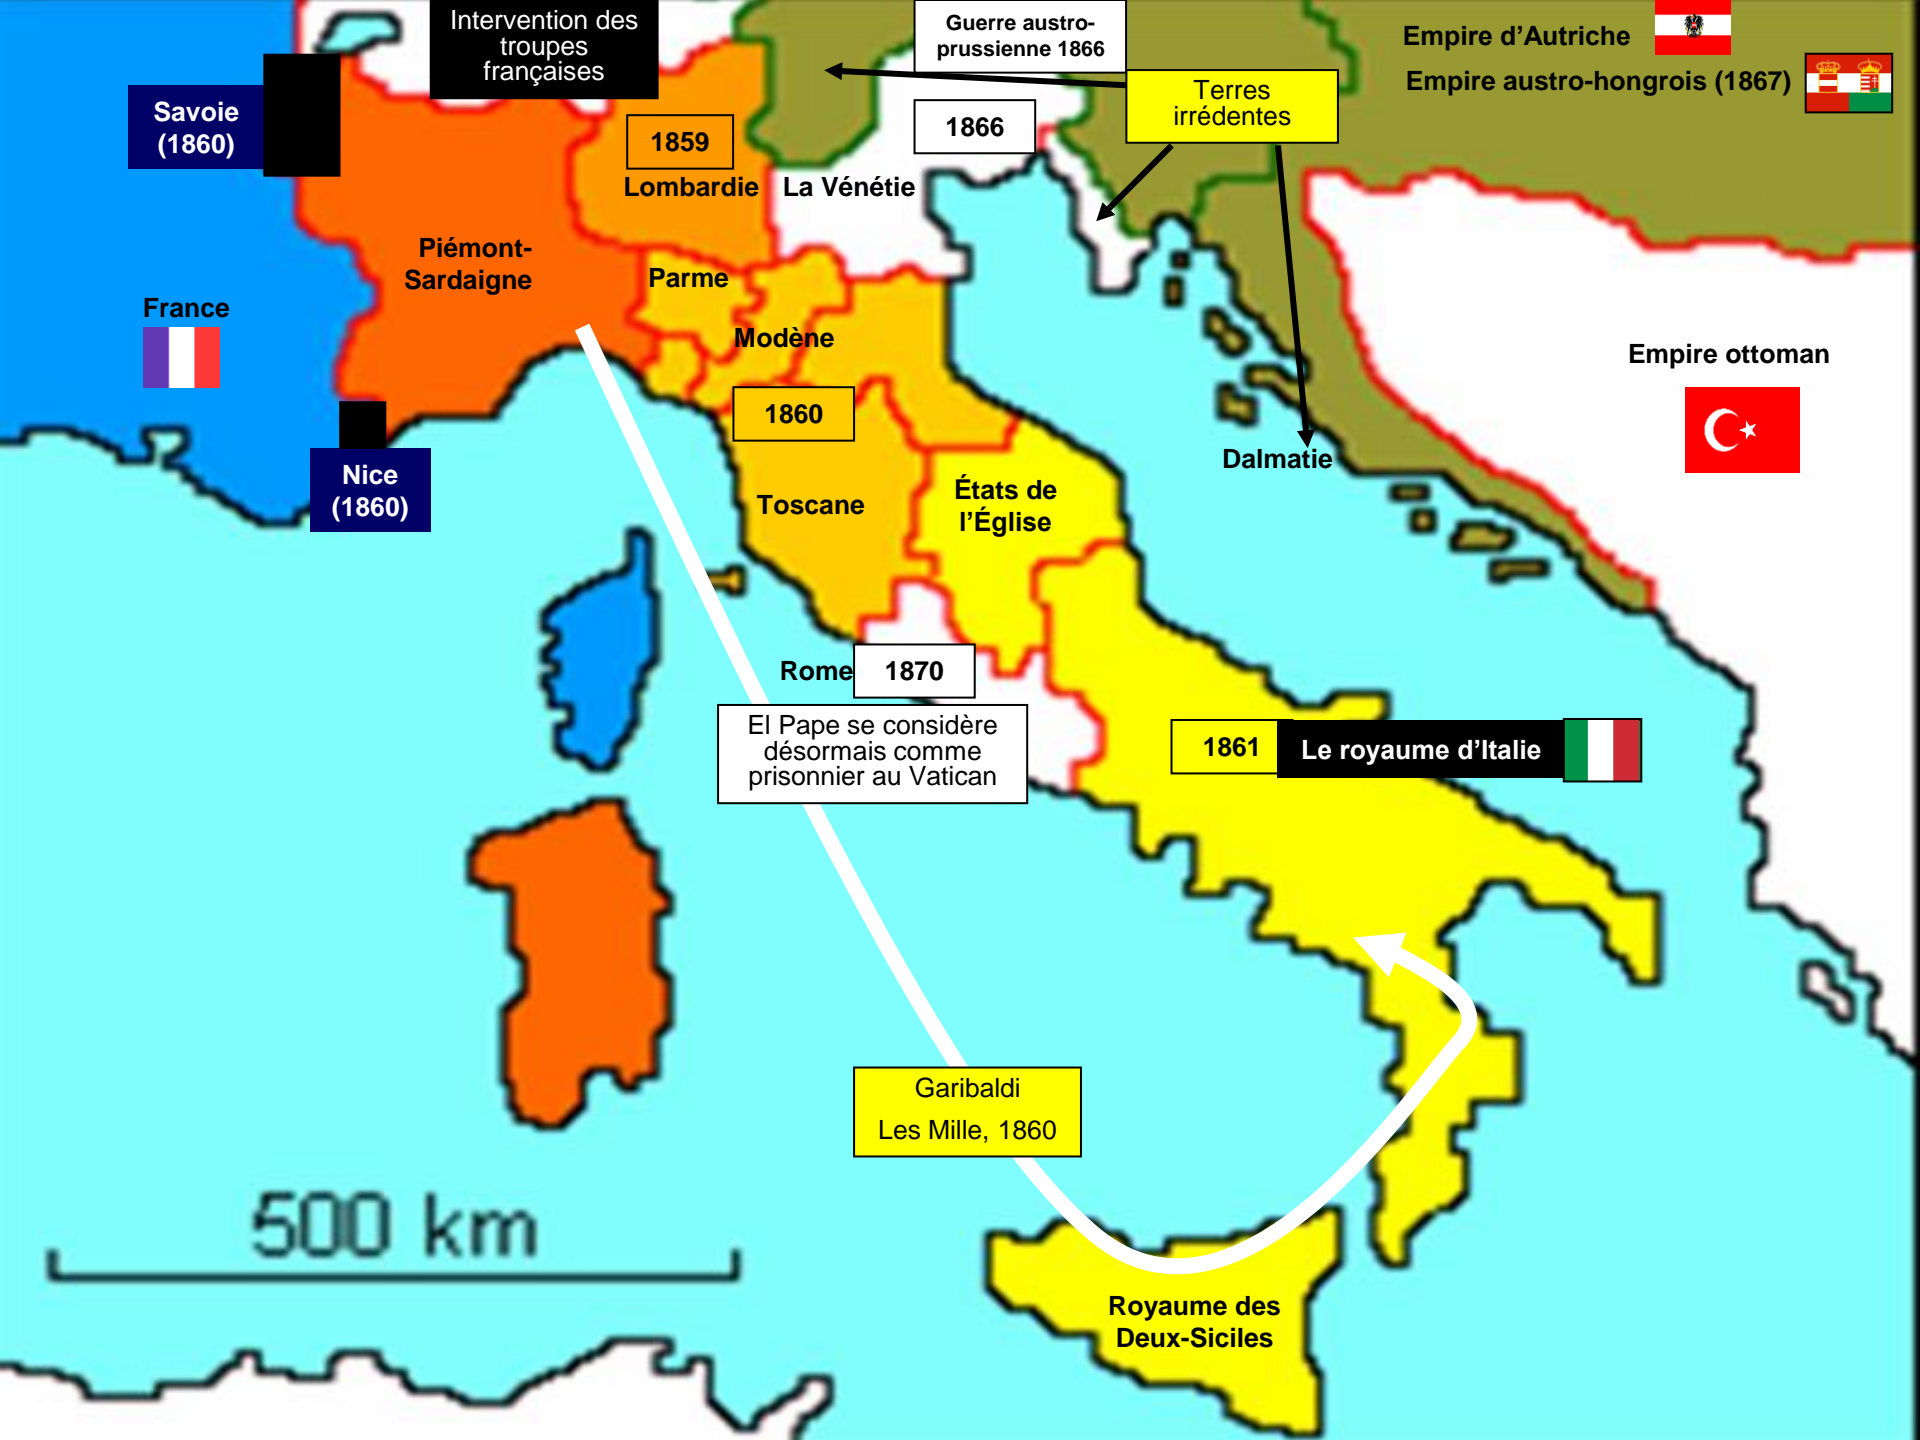 Intervention des
troupes
françaises
Guerre austro-
prussienne 1866
Empire d’Autriche
Empire austro-hongrois (1867)
Terres
irrédentes
Savoie
(1860)
1859
1866
Lombardie
La Vénétie
Piémont-
Sardaigne
Parme
France
Modène
Empire ottoman
1860
Nice
(1860)
Dalmatie
Toscane
États de
l’Église
Rome
1870
El Pape se considère
désormais comme
prisonnier au Vatican
1861
Le royaume d’Italie
Garibaldi
Les Mille, 1860
500 km
Royaume des
Deux-Siciles